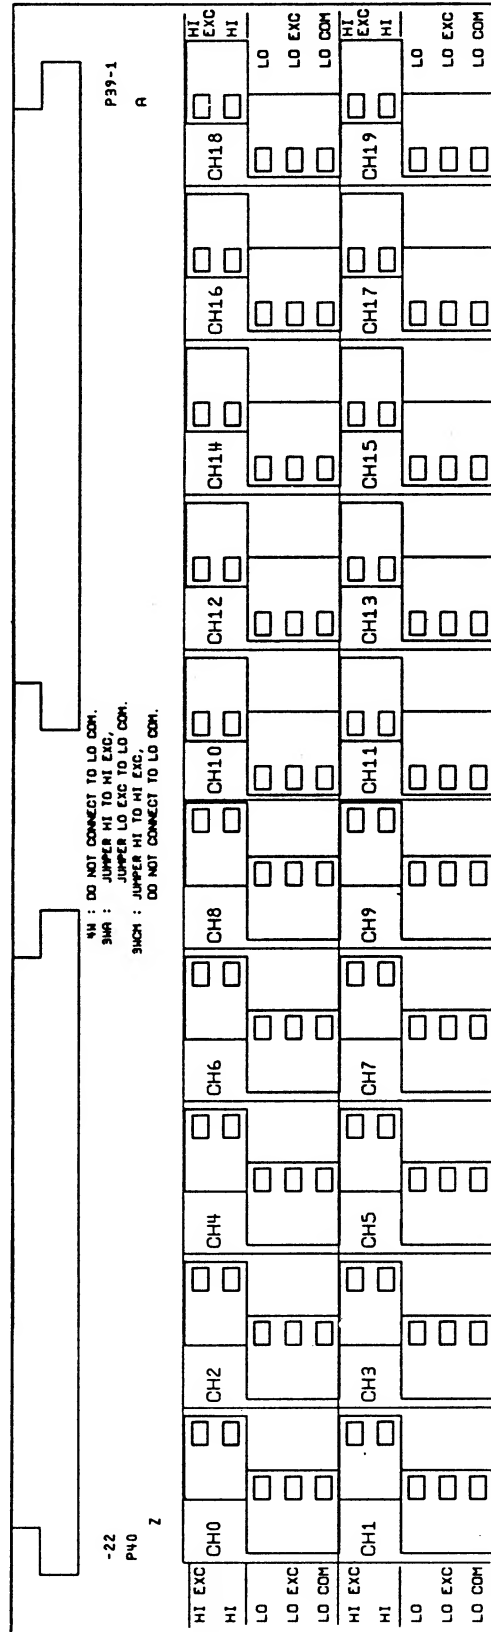 -22
P40
Z
4W : DO NOT CONNECT TO LO COM.
3WA : JUMPER HI TO HI EXC,
JUMPER LO EXC TO LO COM.
3WCM : JUMPER HI TO HI EXC,
DO NOT CONNECT TO LO COM.
P39-1
A
HI EXC
HI
LO
LO EXC
LO COM
CH0
CH2
CH4
CH6
CH8
CH10
CH12
CH14
CH16
CH18
HI
EXC
HI
LO
LO EXC
LO COM
HI EXC
HI
LO
LO EXC
LO COM
CH1
CH3
CH5
CH7
CH9
CH11
CH13
CH15
CH17
CH19
HI
EXC
HI
LO
LO EXC
LO COM